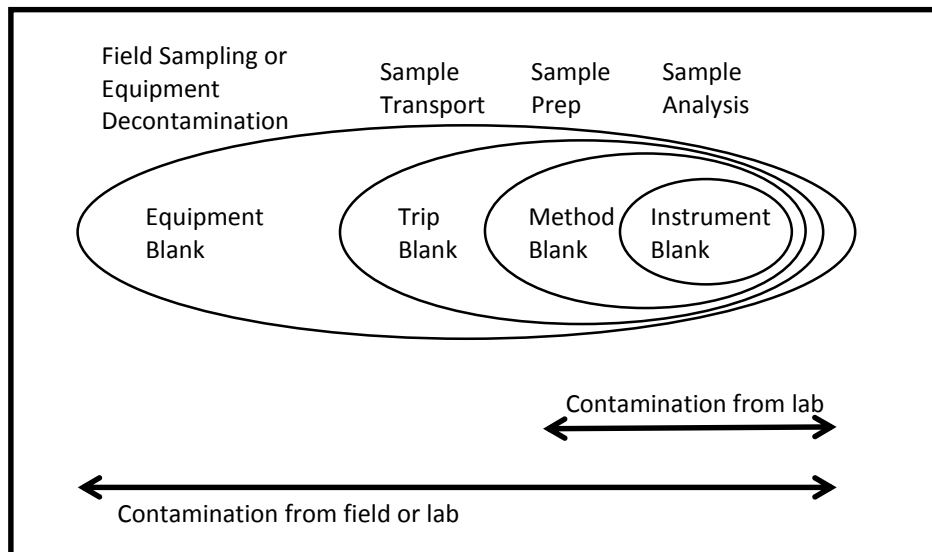 Field Sampling or
Equipment
Decontamination
Sample
Transport
Sample
Prep
Sample
Analysis
Equipment
Blank
Trip
Blank
Method
Blank
Instrument
Blank
Contamination from lab
Contamination from field or lab